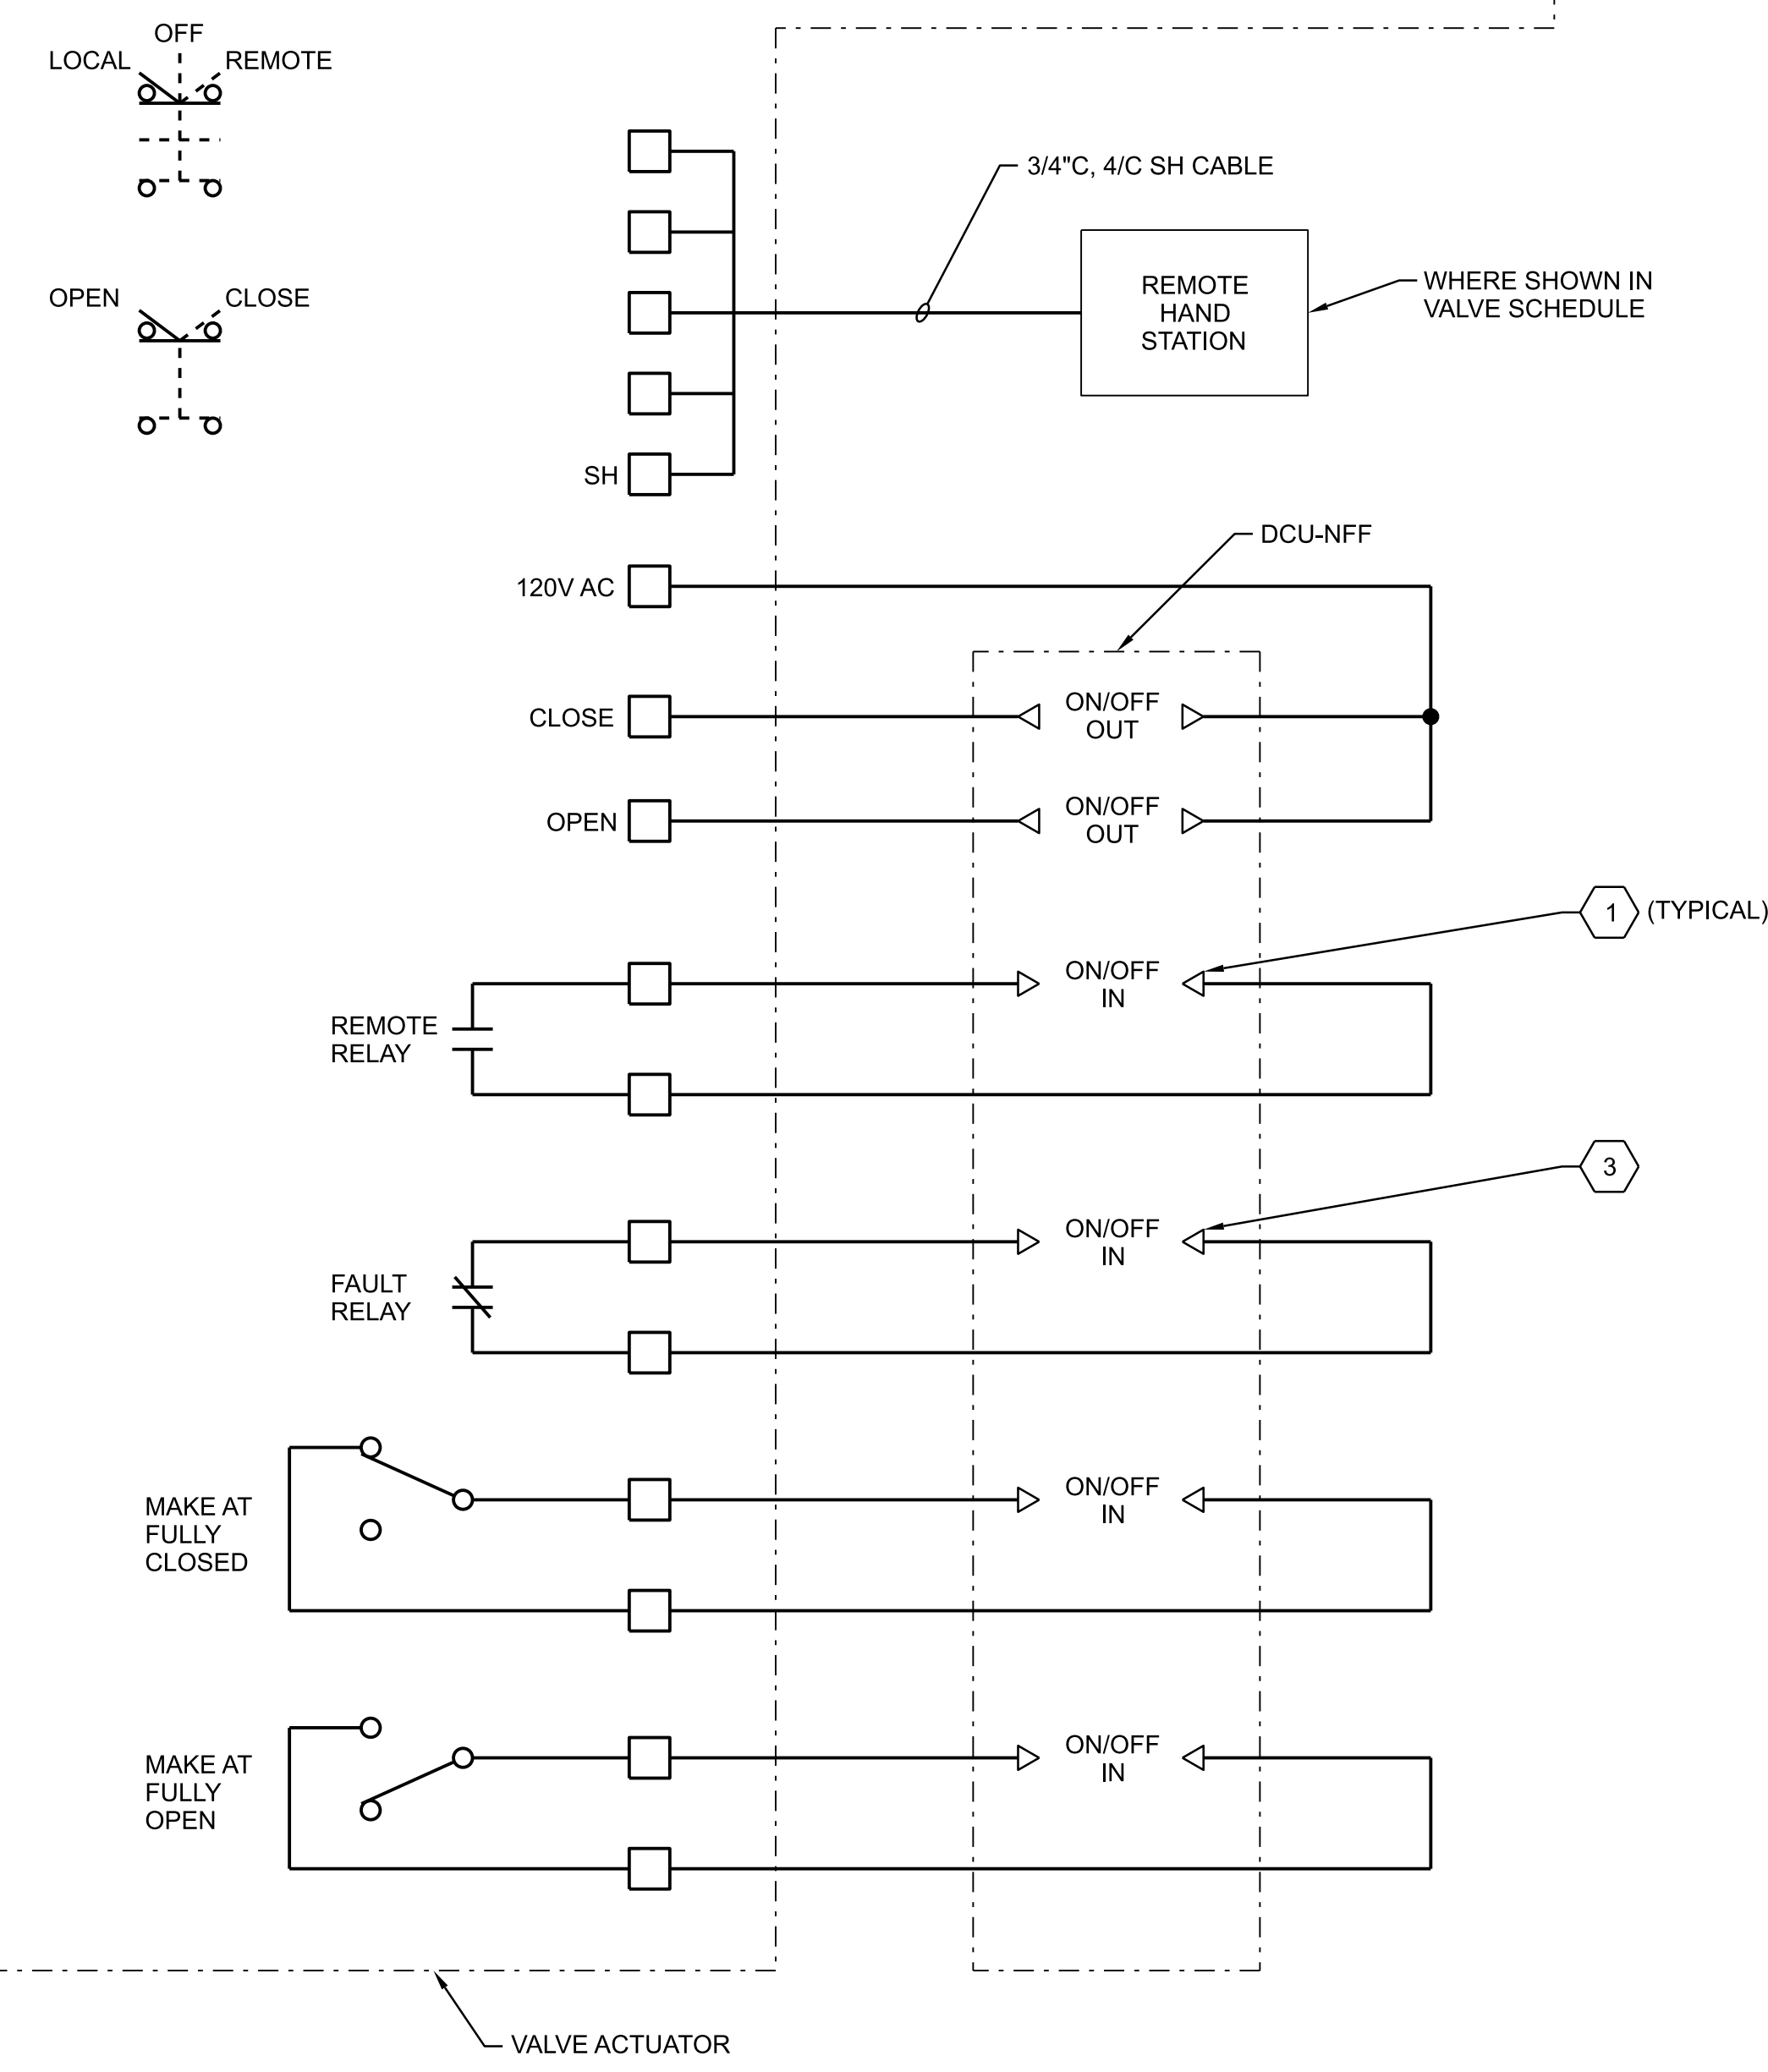 OFF
LOCAL
REMOTE
OPEN
CLOSE
3/4"C, 4/C SH CABLE
REMOTE
HAND
STATION
WHERE SHOWN IN
VALVE SCHEDULE
SH
DCU-NFF
120V AC
CLOSE
ON/OFF
OUT
OPEN
ON/OFF
OUT
1 (TYPICAL)
REMOTE
RELAY
ON/OFF
IN
3
FAULT
RELAY
ON/OFF
IN
MAKE AT
FULLY
CLOSED
ON/OFF
IN
MAKE AT
FULLY
OPEN
ON/OFF
IN
VALVE ACTUATOR